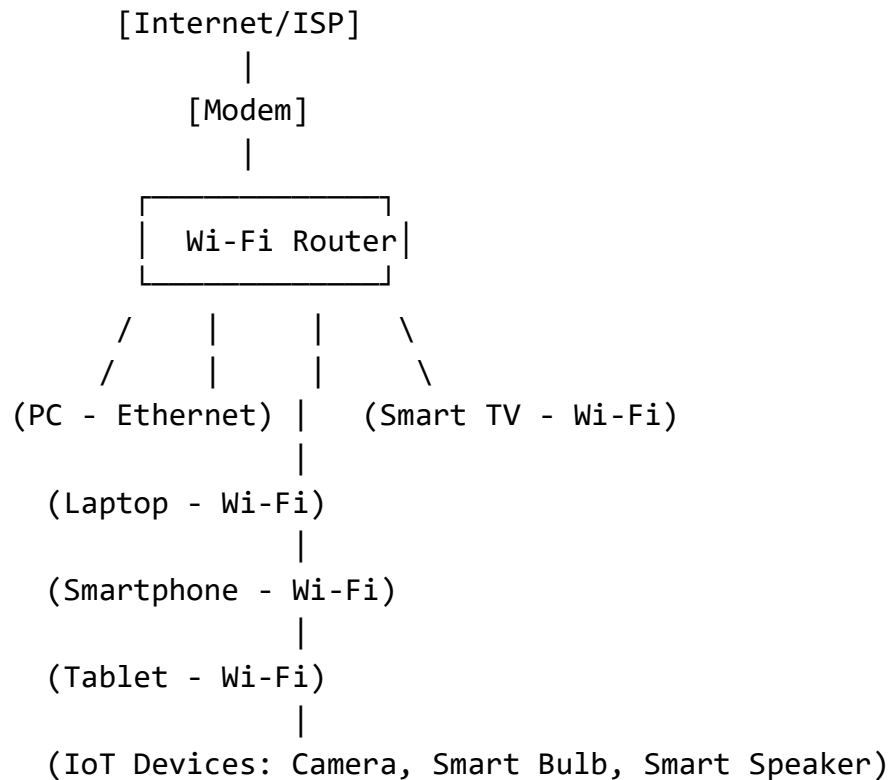 [Internet/ISP]
|
[Modem]
|
┌──────────────┐
│ Wi-Fi Router│
└──────────────┘
/ | | \
/ | | \
(PC - Ethernet) | (Smart TV - Wi-Fi)
|
(Laptop - Wi-Fi)
|
(Smartphone - Wi-Fi)
|
(Tablet - Wi-Fi)
|
(IoT Devices: Camera, Smart Bulb, Smart Speaker)